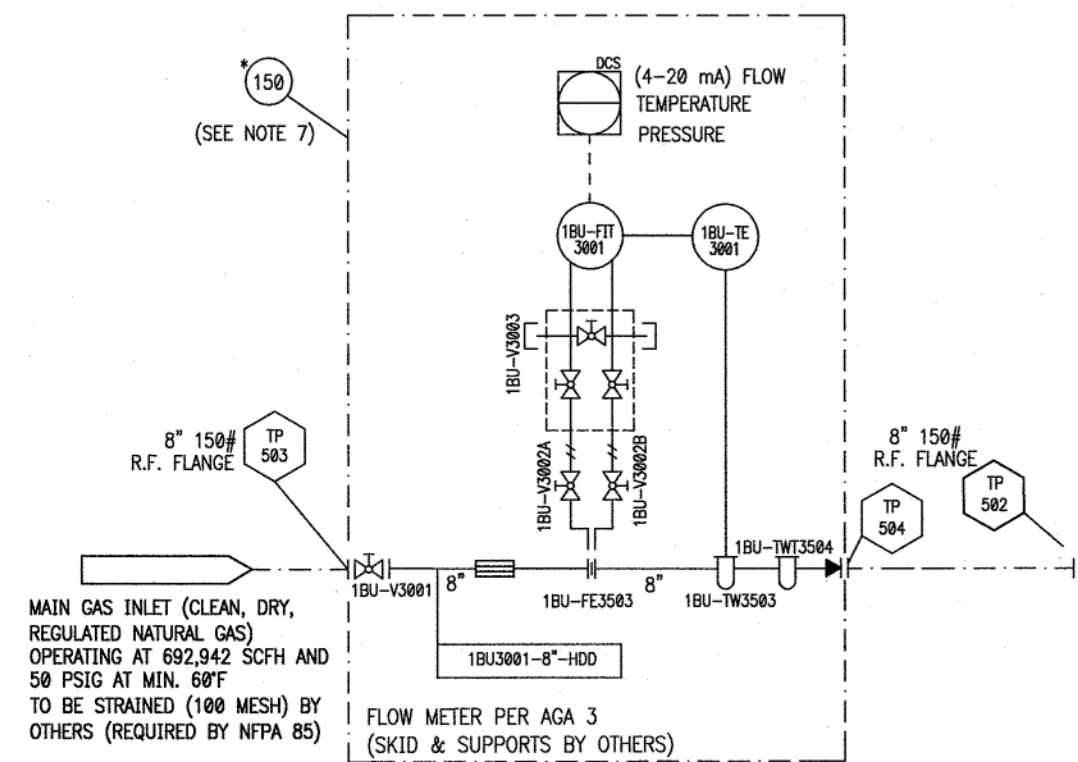 *
150
(SEE NOTE 7)
DCS
(4-20 mA) FLOW
TEMPERATURE
PRESSURE
1BU-FIT
3001
1BU-TE
3001
1BU-V3003
8" 150#
R.F. FLANGE
TP
503
1BU-V3002A
1BU-V3002B
8" 150#
R.F. FLANGE
TP
502
TP
504
1BU-V3001
8"
1BU-FE3503
8"
1BU-TWT3504
1BU-TW3503
MAIN GAS INLET (CLEAN, DRY,
REGULATED NATURAL GAS)
OPERATING AT 692,942 SCFH AND
50 PSIG AT MIN. 60°F
TO BE STRAINED (100 MESH) BY
OTHERS (REQUIRED BY NFPA 85)
1BU3001-8"-HDD
FLOW METER PER AGA 3
(SKID & SUPPORTS BY OTHERS)